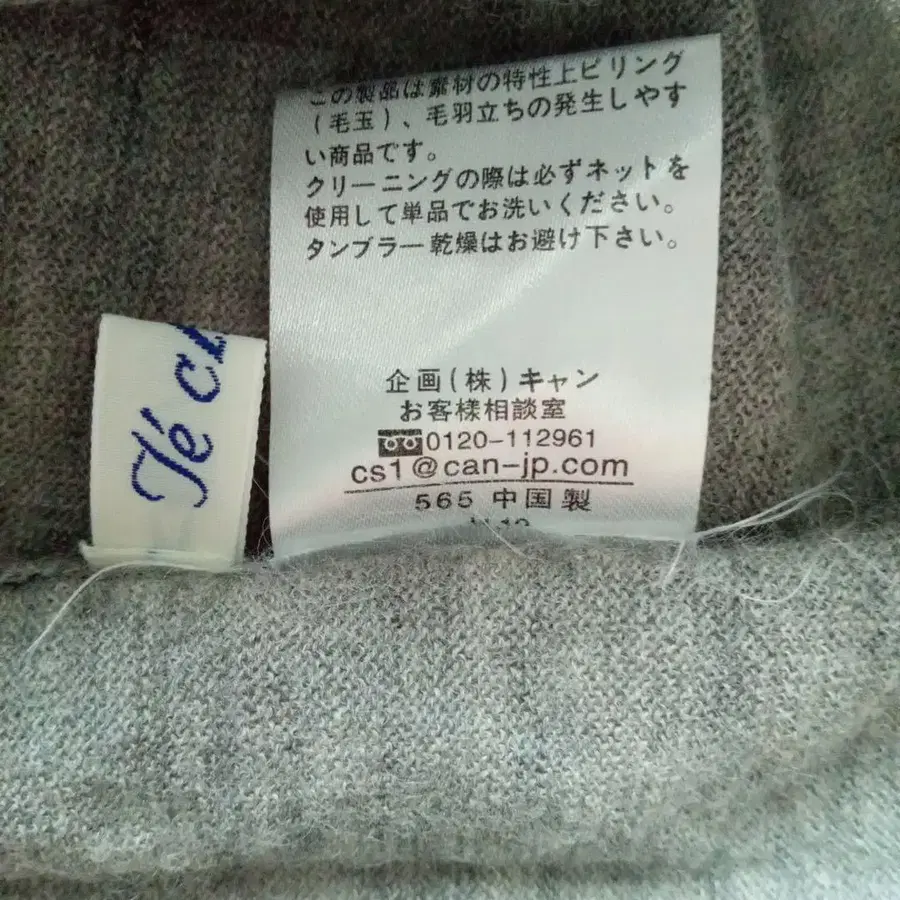 この製品は素材の特性上ピリング
(毛玉)、毛羽立ちの発生しやす
い商品です。
クリーニングの際は必ずネットを
使用して単品でお洗いください。
タンブラー乾燥はお避け下さい。
企画(株)キャン
お客様相談室
0120-112961
cs1@can-jp.com
565 中国製
Té